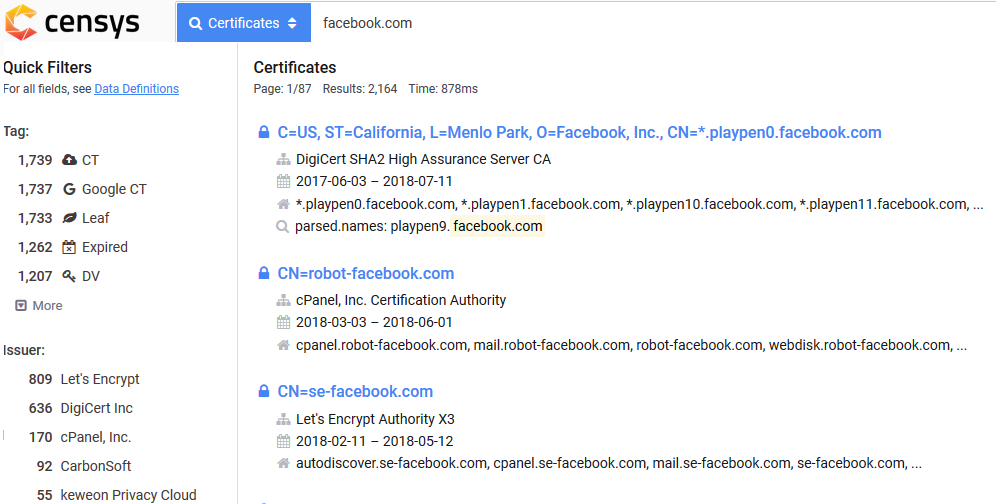 censys
Certificates facebook.com
Quick Filters
For all fields, see Data Definitions
Tag:
1,739 CT
1,737 Google CT
1,733 Leaf
1,262 Expired
1,207 DV
More
Issuer:
809 Let's Encrypt
636 DigiCert Inc
170 cPanel, Inc.
92 CarbonSoft
55 keweon Privacy Cloud
Certificates
Page: 1/87 Results: 2,164 Time: 878ms
C=US, ST=California, L=Menlo Park, O=Facebook, Inc., CN=*.playpen0.facebook.com
DigiCert SHA2 High Assurance Server CA
2017-06-03 – 2018-07-11
*.playpen0.facebook.com, *.playpen1.facebook.com, *.playpen10.facebook.com, *.playpen11.facebook.com, ...
parsed.names: playpen9. facebook.com
CN=robot-facebook.com
cPanel, Inc. Certification Authority
2018-03-03 – 2018-06-01
cpanel.robot-facebook.com, mail.robot-facebook.com, robot-facebook.com, webdisk.robot-facebook.com, ...
CN=se-facebook.com
Let's Encrypt Authority X3
2018-02-11 – 2018-05-12
autodiscover.se-facebook.com, cpanel.se-facebook.com, mail.se-facebook.com, se-facebook.com, ...